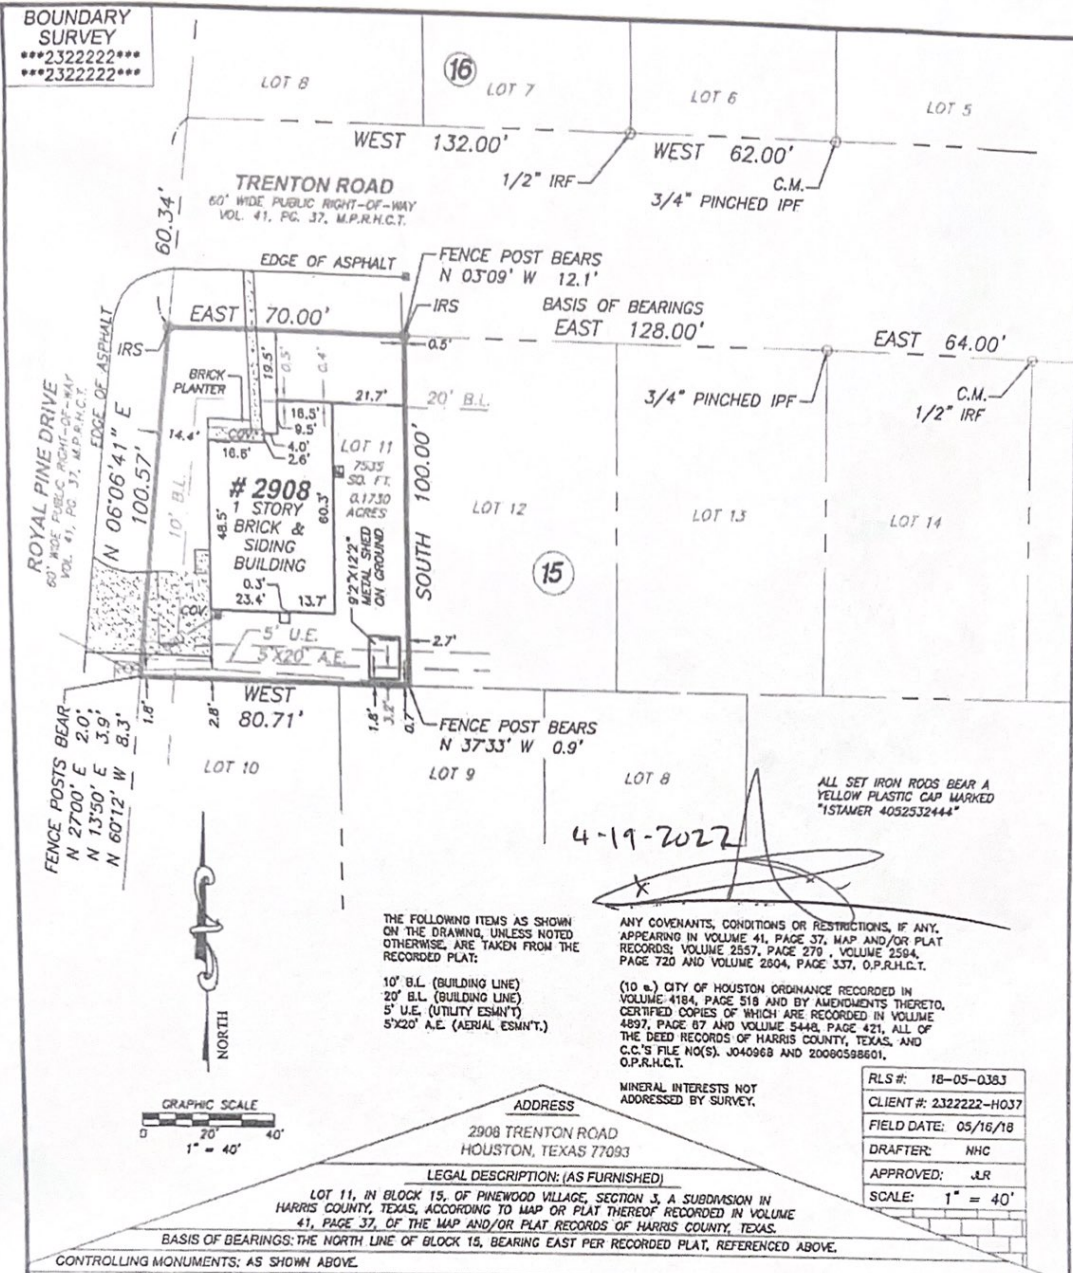 BOUNDARY
SURVEY
***2322222***
***2322222***
LOT 8
16
LOT 7
LOT 6
LOT 5
WEST 132.00'
WEST 62.00'
1/2" IRF
C.M.
3/4" PINCHED IPF
TRENTON ROAD
60' WIDE PUBLIC RIGHT-OF-WAY
VOL. 41, PG. 37, M.P.R.H.C.T.
60.34'
EDGE OF ASPHALT
FENCE POST BEARS
N 03'09' W 12.1'
IRS
EAST 70.00'
BASIS OF BEARINGS
EAST 128.00'
EAST 64.00'
IRS
0.5'
19.5'
0.5'
0.4'
BRICK
PLANTER
21.7'
20' B.L.
3/4" PINCHED IPF
C.M.
1/2" IRF
EDGE OF ASPHALT
ROYAL PINE DRIVE
60' WIDE PUBLIC RIGHT-OF-WAY
VOL. 41, PG. 37, M.P.R.H.C.T.
N 06'06'41" E
100.57'
14.4'
10' B.L.
COV.
16.6'
16.5'
9.5'
4.0'
2.6'
LOT 11
7535
SQ. FT.
0.1730
ACRES
SOUTH 100.00'
# 2908
1 STORY
BRICK &
SIDING
BUILDING
48.5'
60.3'
9'2"X12'2"
METAL SHED
ON GROUND
LOT 12
LOT 13
LOT 14
15
0.3'
23.4'
13.7'
COV.
5' U.E.
5'X20' A.E.
2.7'
WEST
80.71'
1.8'
2.8'
1.8'
3.2'
0.7'
FENCE POST BEARS
N 37'33' W 0.9'
FENCE POSTS BEAR
N 27'00' E 2.0'
N 13'50' E 3.9'
N 60'12' W 8.3'
LOT 10
LOT 9
LOT 8
ALL SET IRON RODS BEAR A
YELLOW PLASTIC CAP MARKED
"1STAMER 4052532444"
4-19-2022
X
THE FOLLOWING ITEMS AS SHOWN
ON THE DRAWING, UNLESS NOTED
OTHERWISE, ARE TAKEN FROM THE
RECORDED PLAT:
10' B.L. (BUILDING LINE)
20' B.L. (BUILDING LINE)
5' U.E. (UTILITY ESMN'T)
5'X20' A.E. (AERIAL ESMN'T.)
ANY COVENANTS, CONDITIONS OR RESTRICTIONS, IF ANY.
APPEARING IN VOLUME 41, PAGE 37, MAP AND/OR PLAT
RECORDS; VOLUME 2557, PAGE 279 , VOLUME 2594,
PAGE 720 AND VOLUME 2604, PAGE 337, O.P.R.H.C.T.
(10 a.) CITY OF HOUSTON ORDINANCE RECORDED IN
VOLUME 4184, PAGE 518 AND BY AMENDMENTS THERETO,
CERTIFIED COPIES OF WHICH ARE RECORDED IN VOLUME
4897, PAGE 67 AND VOLUME 5448, PAGE 421, ALL OF
THE DEED RECORDS OF HARRIS COUNTY, TEXAS, AND
C.C.'S FILE NO(S). J040968 AND 20080598601,
O.P.R.H.C.T.
MINERAL INTERESTS NOT
ADDRESSED BY SURVEY.
NORTH
GRAPHIC SCALE
0 20' 40'
1" = 40'
RLS #: 18-05-0383
CLIENT #: 2322222-H037
FIELD DATE: 05/16/18
DRAFTER: NHC
APPROVED: JLR
SCALE: 1" = 40'
ADDRESS
2908 TRENTON ROAD
HOUSTON, TEXAS 77093
LEGAL DESCRIPTION: (AS FURNISHED)
LOT 11, IN BLOCK 15, OF PINEWOOD VILLAGE, SECTION 3, A SUBDIVISION IN
HARRIS COUNTY, TEXAS, ACCORDING TO MAP OR PLAT THEREOF RECORDED IN VOLUME
41, PAGE 37, OF THE MAP AND/OR PLAT RECORDS OF HARRIS COUNTY, TEXAS.
BASIS OF BEARINGS: THE NORTH LINE OF BLOCK 15, BEARING EAST PER RECORDED PLAT, REFERENCED ABOVE.
CONTROLLING MONUMENTS: AS SHOWN ABOVE.